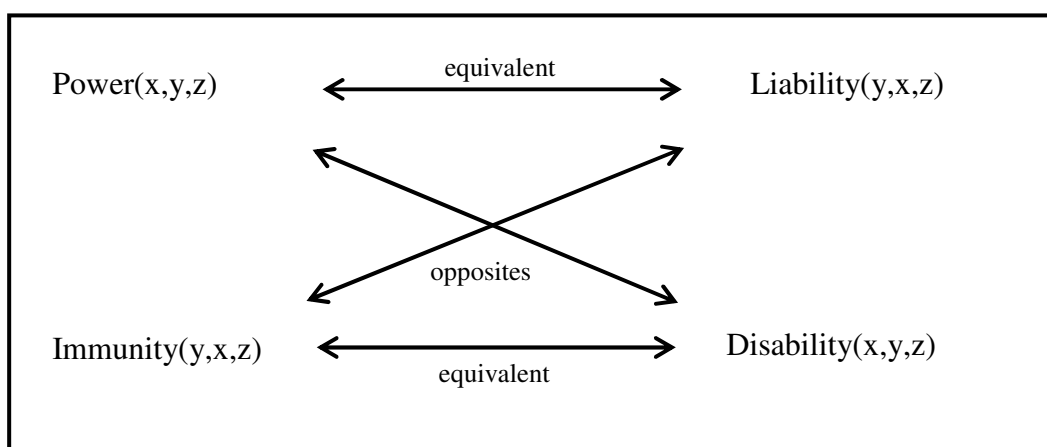 equivalent
Power(x,y,z)
Liability(y,x,z)
opposites
Immunity(y,x,z)
Disability(x,y,z)
equivalent